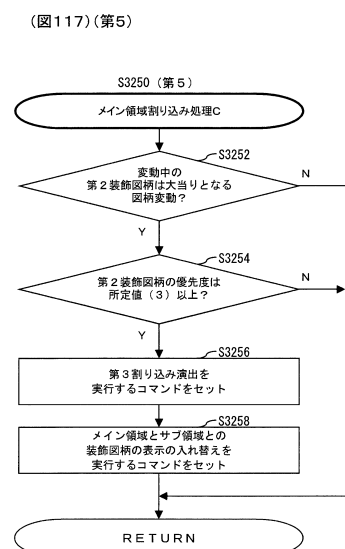 (図117)(第5)
S3250(第5)
メイン領域割り込み処理C
S3252
変動中の
第2装飾図柄は大当りとなる
図柄変動?
N
Y
S3254
第2装飾図柄の優先度は
所定値(3)以上?
N
Y
S3256
第3割り込み演出を
実行するコマンドをセット
S3258
メイン領域とサブ領域との
装飾図柄の表示の入れ替えを
実行するコマンドをセット
RETURN